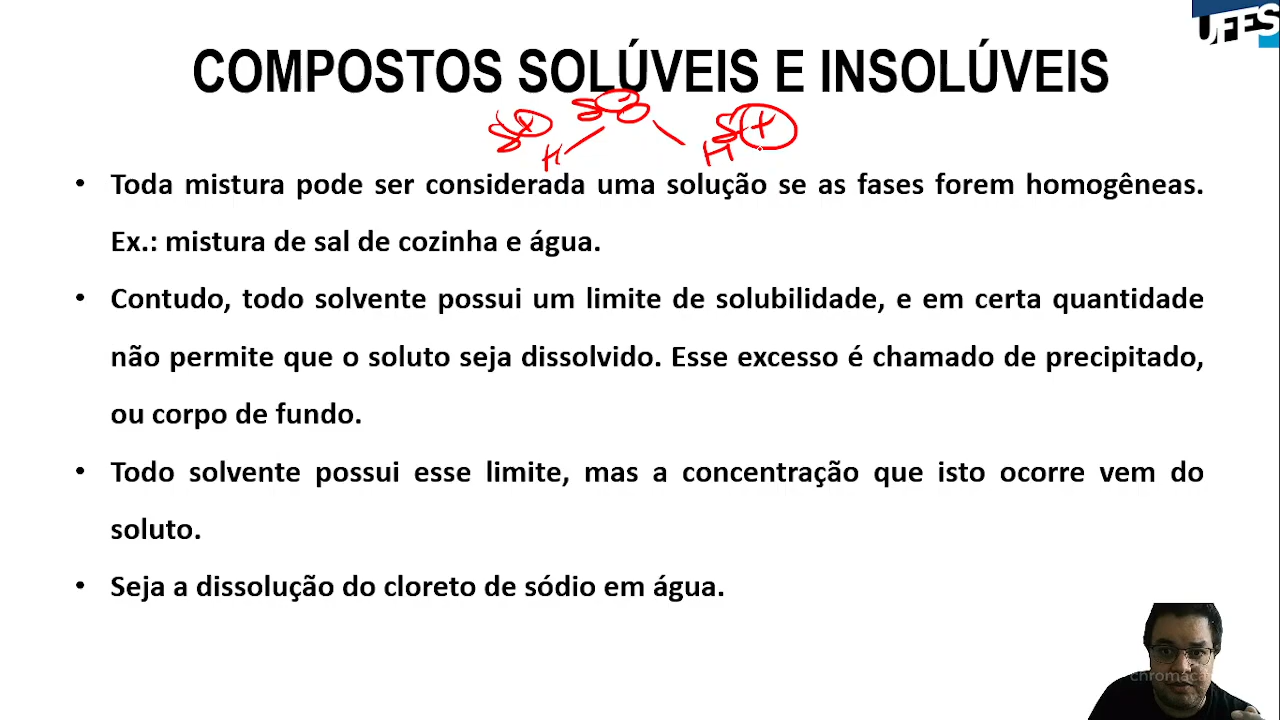 UFES
COMPOSTOS SOLÚVEIS E INSOLÚVEIS
δ+ δ- O δ+
H H
• Toda mistura pode ser considerada uma solução se as fases forem homogêneas.
Ex.: mistura de sal de cozinha e água.
• Contudo, todo solvente possui um limite de solubilidade, e em certa quantidade
não permite que o soluto seja dissolvido. Esse excesso é chamado de precipitado,
ou corpo de fundo.
• Todo solvente possui esse limite, mas a concentração que isto ocorre vem do
soluto.
• Seja a dissolução do cloreto de sódio em água.